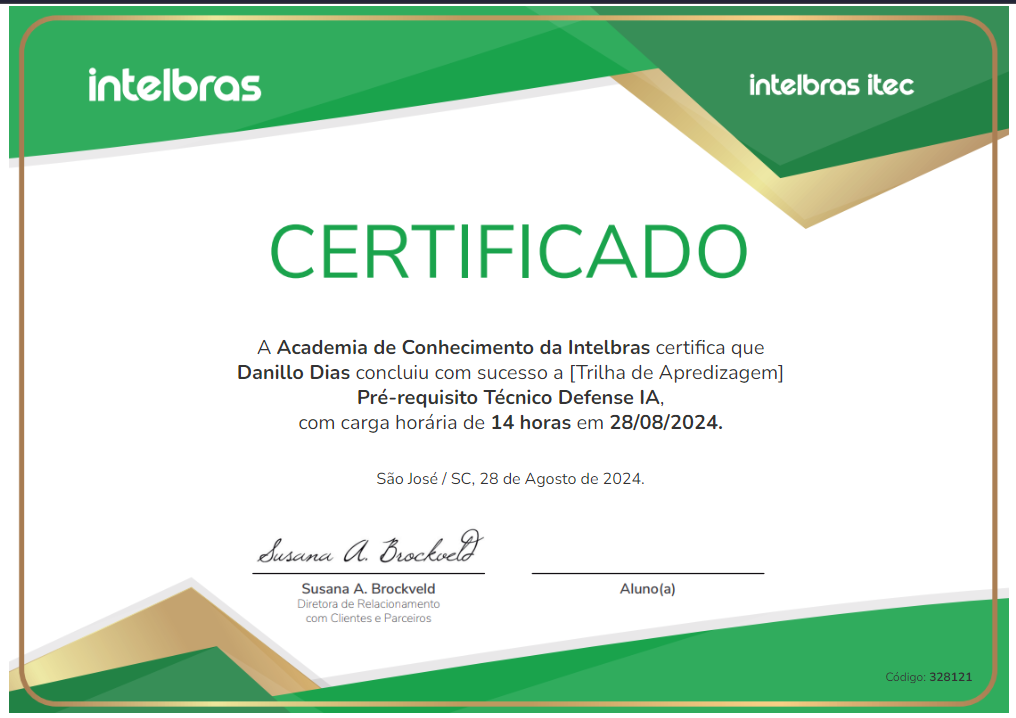 intelbras
intelbras itec
CERTIFICADO
A Academia de Conhecimento da Intelbras certifica que
Danillo Dias concluiu com sucesso a [Trilha de Apredizagem]
Pré-requisito Técnico Defense IA,
com carga horária de 14 horas em 28/08/2024.
São José / SC, 28 de Agosto de 2024.
Susana A. Brockveld
Susana A. Brockveld
Diretora de Relacionamento
com Clientes e Parceiros
Aluno(a)
Código: 328121